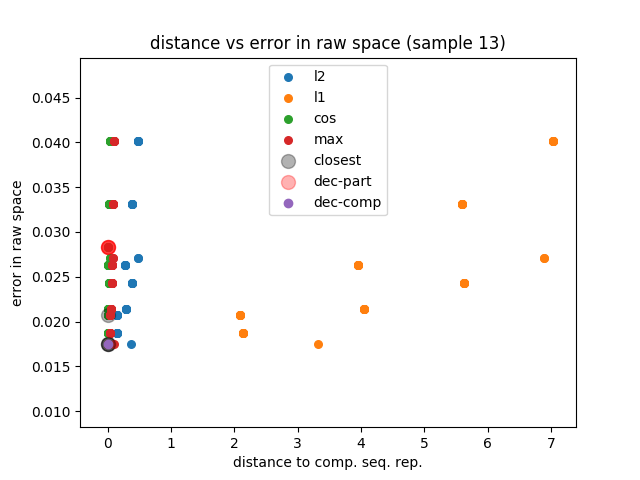 distance vs error in raw space (sample 13)
l2
l1
cos
max
closest
dec-part
dec-comp
0.045
0.040
0.035
0.030
0.025
0.020
0.015
0.010
error in raw space
0 1 2 3 4 5 6 7
distance to comp. seq. rep.